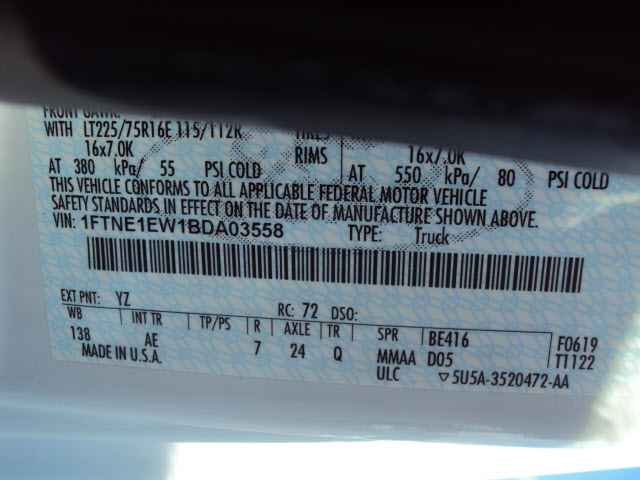 FRONT GAWR:
WITH LT225/75R16E 115/112R TIRES
16x7.0K RIMS 16x7.0K
AT 380 kPa/ 55 PSI COLD AT 550 kPa/ 80 PSI COLD
THIS VEHICLE CONFORMS TO ALL APPLICABLE FEDERAL MOTOR VEHICLE
SAFETY STANDARDS IN EFFECT ON THE DATE OF MANUFACTURE SHOWN ABOVE.
VIN: 1FTNE1EW1BDA03558 TYPE: Truck
EXT PNT: YZ RC: 72 DSO:
WB INT TR TP/PS R AXLE TR SPR BE416 F0619
138 AE 7 24 Q MMAA D05 T1122
MADE IN U.S.A. ULC ▽5U5A-3520472-AA